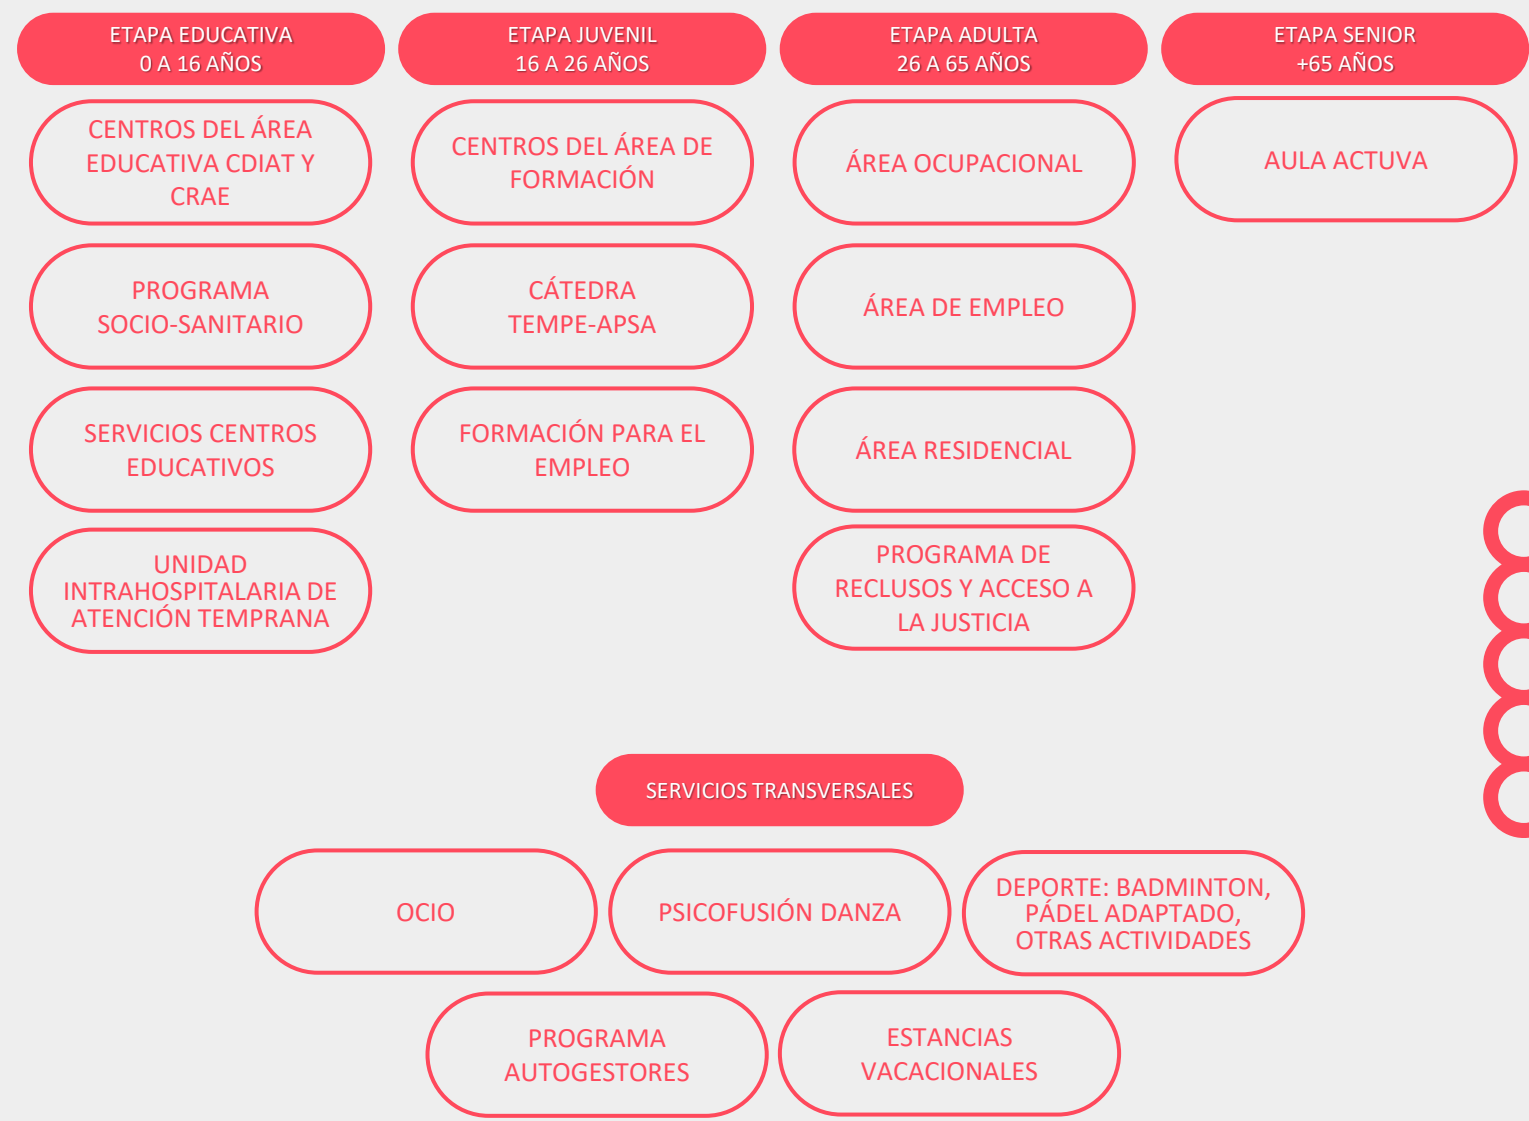 ETAPA EDUCATIVA
0 A 16 AÑOS
CENTROS DEL ÁREA
EDUCATIVA CDIAT Y
CRAE
PROGRAMA
SOCIO-SANITARIO
SERVICIOS CENTROS
EDUCATIVOS
UNIDAD
INTRAHOSPITALARIA DE
ATENCIÓN TEMPRANA
ETAPA JUVENIL
16 A 26 AÑOS
CENTROS DEL ÁREA DE
FORMACIÓN
CÁTEDRA
TEMPE-APSA
FORMACIÓN PARA EL
EMPLEO
ETAPA ADULTA
26 A 65 AÑOS
ÁREA OCUPACIONAL
ÁREA DE EMPLEO
ÁREA RESIDENCIAL
PROGRAMA DE
RECLUSOS Y ACCESO A
LA JUSTICIA
ETAPA SENIOR
+65 AÑOS
AULA ACTUVA
SERVICIOS TRANSVERSALES
OCIO
PSICOFUSIÓN DANZA
DEPORTE: BADMINTON,
PÁDEL ADAPTADO,
OTRAS ACTIVIDADES
PROGRAMA
AUTOGESTORES
ESTANCIAS
VACACIONALES